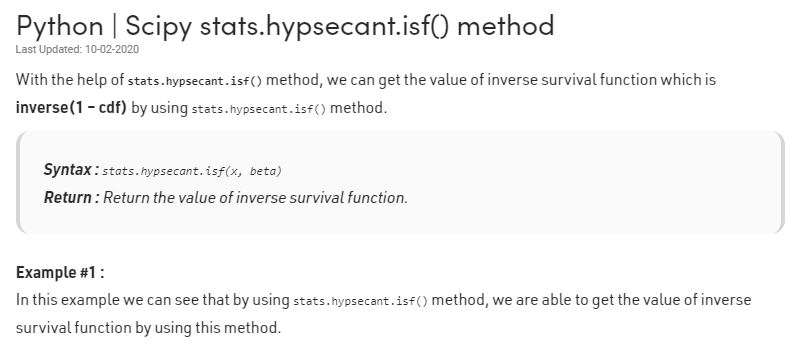 Python | Scipy stats.hypsecant.isf() method
Last Updated: 10-02-2020
With the help of stats.hypsecant.isf() method, we can get the value of inverse survival function which is
inverse(1 – cdf) by using stats.hypsecant.isf() method.
Syntax : stats.hypsecant.isf(x, beta)
Return : Return the value of inverse survival function.
Example #1 :
In this example we can see that by using stats.hypsecant.isf() method, we are able to get the value of inverse
survival function by using this method.